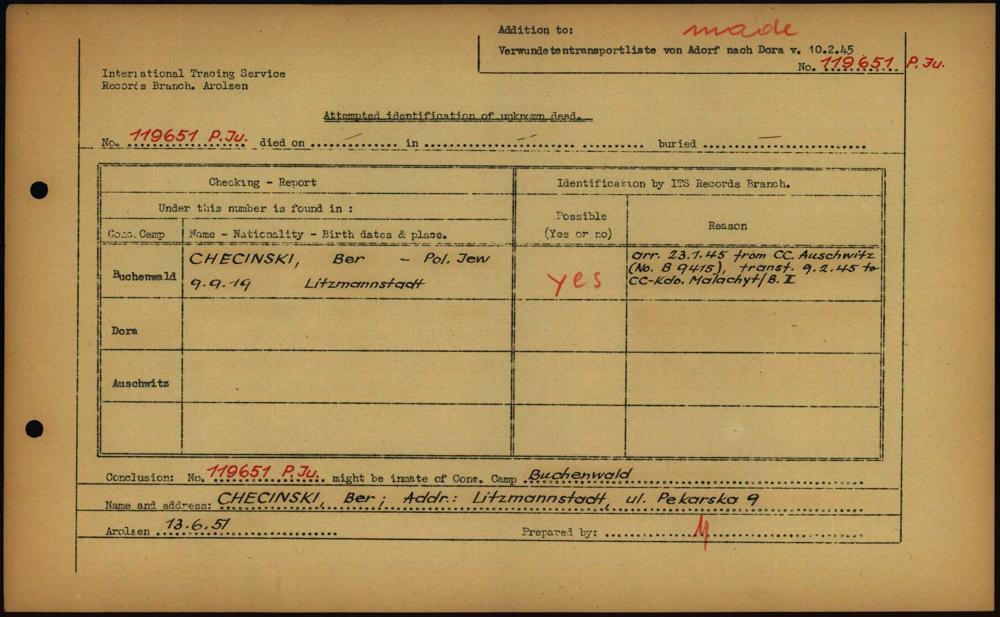 Addition to: made
Verwundetentransportliste von Adorf nach Dora v. 10.2.45
No. 119651 P.Ju.
International Tracing Service
Records Branch. Arolsen
Attempted identification of unknown dead.
No. 119651 P.Ju. died on — in — buried —
Checking - Report
Identification by ITS Records Branch.
Under this number is found in :
Possible
(Yes or no)
Reason
Conc. Camp
Name - Nationality - Birth dates & place.
Buchenwald
CHECINSKI, Ber - Pol. Jew
9.9.19 Litzmannstadt
yes
arr. 23.1.45 from CC. Auschwitz
(No. B 9415), transf. 9.2.45 to
CC-Kdo. Malachyt/B. II
Dora
Auschwitz
Conclusion: No. 119651 P.Ju. might be inmate of Conc. Camp Buchenwald
Name and address: CHECINSKI, Ber; Addr.: Litzmannstadt, ul. Pekarska 9
Arolsen 13.6.51
Prepared by: